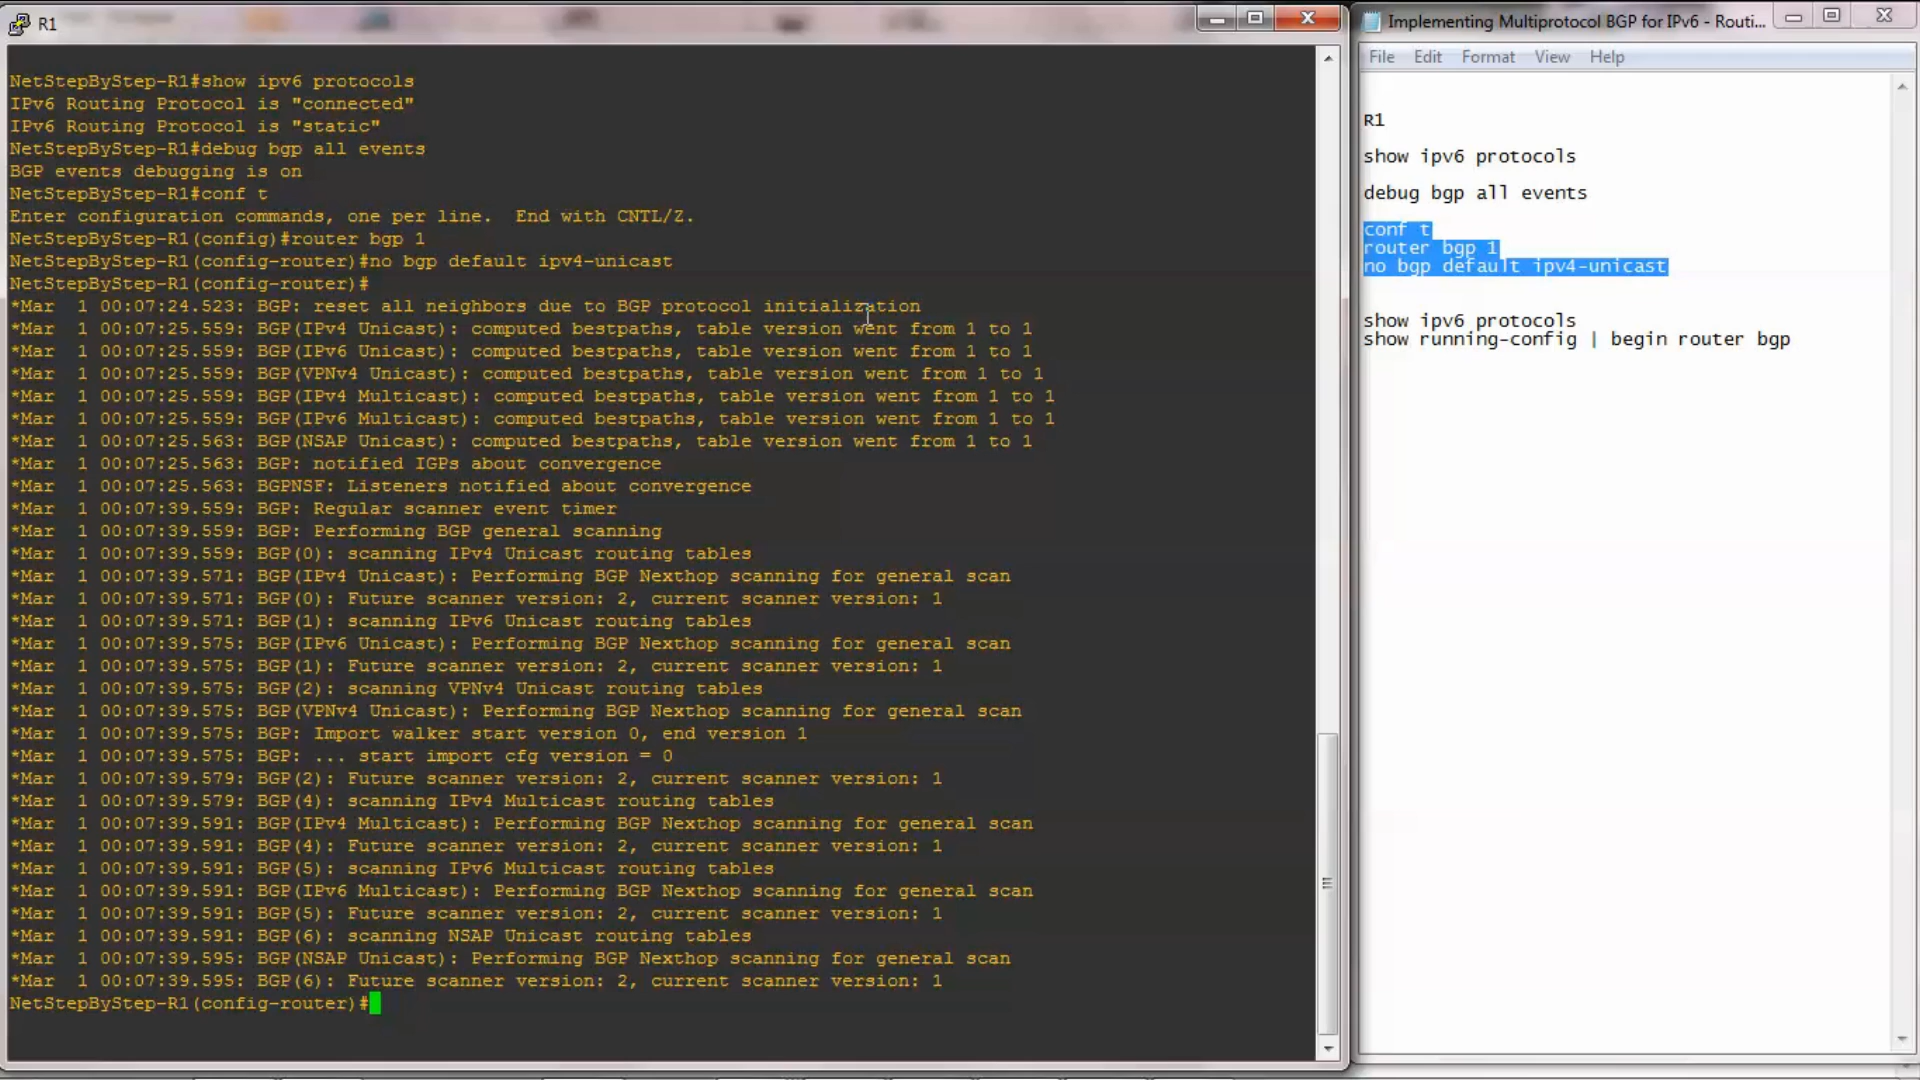 R1
NetStepByStep-R1#show ipv6 protocols
IPv6 Routing Protocol is "connected"
IPv6 Routing Protocol is "static"
NetStepByStep-R1#debug bgp all events
BGP events debugging is on
NetStepByStep-R1#conf t
Enter configuration commands, one per line.  End with CNTL/Z.
NetStepByStep-R1(config)#router bgp 1
NetStepByStep-R1(config-router)#no bgp default ipv4-unicast
NetStepByStep-R1(config-router)#
*Mar  1 00:07:24.523: BGP: reset all neighbors due to BGP protocol initialization
*Mar  1 00:07:25.559: BGP(IPv4 Unicast): computed bestpaths, table version went from 1 to 1
*Mar  1 00:07:25.559: BGP(IPv6 Unicast): computed bestpaths, table version went from 1 to 1
*Mar  1 00:07:25.559: BGP(VPNv4 Unicast): computed bestpaths, table version went from 1 to 1
*Mar  1 00:07:25.559: BGP(IPv4 Multicast): computed bestpaths, table version went from 1 to 1
*Mar  1 00:07:25.559: BGP(IPv6 Multicast): computed bestpaths, table version went from 1 to 1
*Mar  1 00:07:25.563: BGP(NSAP Unicast): computed bestpaths, table version went from 1 to 1
*Mar  1 00:07:25.563: BGP: notified IGPs about convergence
*Mar  1 00:07:25.563: BGPNSF: Listeners notified about convergence
*Mar  1 00:07:39.559: BGP: Regular scanner event timer
*Mar  1 00:07:39.559: BGP: Performing BGP general scanning
*Mar  1 00:07:39.559: BGP(0): scanning IPv4 Unicast routing tables
*Mar  1 00:07:39.571: BGP(IPv4 Unicast): Performing BGP Nexthop scanning for general scan
*Mar  1 00:07:39.571: BGP(0): Future scanner version: 2, current scanner version: 1
*Mar  1 00:07:39.571: BGP(1): scanning IPv6 Unicast routing tables
*Mar  1 00:07:39.575: BGP(IPv6 Unicast): Performing BGP Nexthop scanning for general scan
*Mar  1 00:07:39.575: BGP(1): Future scanner version: 2, current scanner version: 1
*Mar  1 00:07:39.575: BGP(2): scanning VPNv4 Unicast routing tables
*Mar  1 00:07:39.575: BGP(VPNv4 Unicast): Performing BGP Nexthop scanning for general scan
*Mar  1 00:07:39.575: BGP: Import walker start version 0, end version 1
*Mar  1 00:07:39.575: BGP: ... start import cfg version = 0
*Mar  1 00:07:39.579: BGP(2): Future scanner version: 2, current scanner version: 1
*Mar  1 00:07:39.579: BGP(4): scanning IPv4 Multicast routing tables
*Mar  1 00:07:39.591: BGP(IPv4 Multicast): Performing BGP Nexthop scanning for general scan
*Mar  1 00:07:39.591: BGP(4): Future scanner version: 2, current scanner version: 1
*Mar  1 00:07:39.591: BGP(5): scanning IPv6 Multicast routing tables
*Mar  1 00:07:39.591: BGP(IPv6 Multicast): Performing BGP Nexthop scanning for general scan
*Mar  1 00:07:39.591: BGP(5): Future scanner version: 2, current scanner version: 1
*Mar  1 00:07:39.591: BGP(6): scanning NSAP Unicast routing tables
*Mar  1 00:07:39.595: BGP(NSAP Unicast): Performing BGP Nexthop scanning for general scan
*Mar  1 00:07:39.595: BGP(6): Future scanner version: 2, current scanner version: 1
NetStepByStep-R1(config-router)#
Implementing Multiprotocol BGP for IPv6 - Routi...
File Edit Format View Help
R1
show ipv6 protocols
debug bgp all events
conf t
router bgp 1
no bgp default ipv4-unicast
show ipv6 protocols
show running-config | begin router bgp